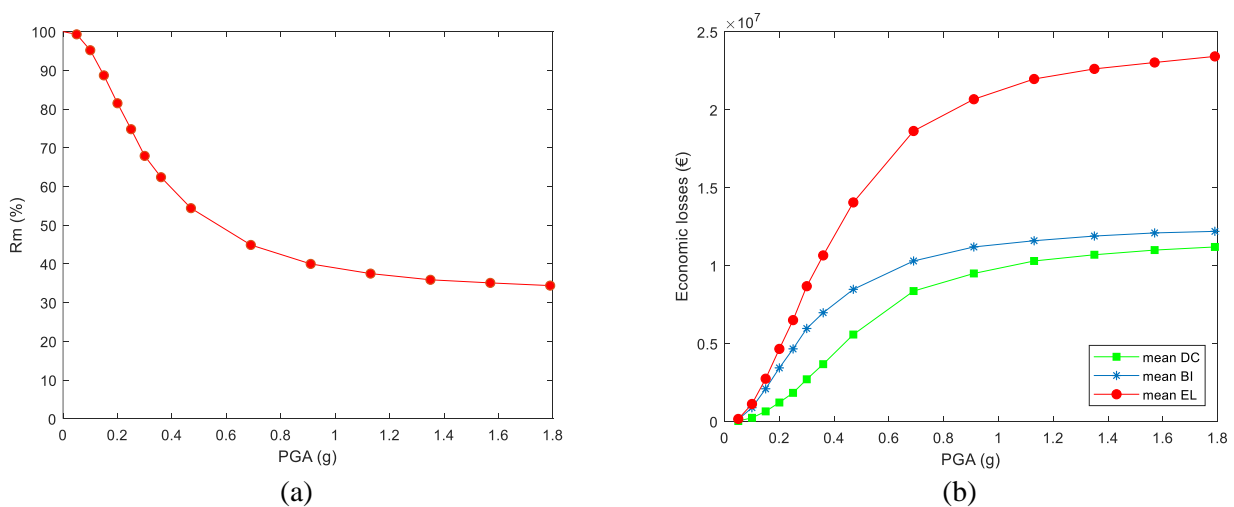 100
90
80
70
60
50
40
30
20
10
0
Rm (%)
0 0.2 0.4 0.6 0.8 1 1.2 1.4 1.6 1.8
PGA (g)
(a)
×10⁷
2.5
2
1.5
1
0.5
0
Economic losses (€)
mean DC
mean BI
mean EL
0 0.2 0.4 0.6 0.8 1 1.2 1.4 1.6 1.8
PGA (g)
(b)